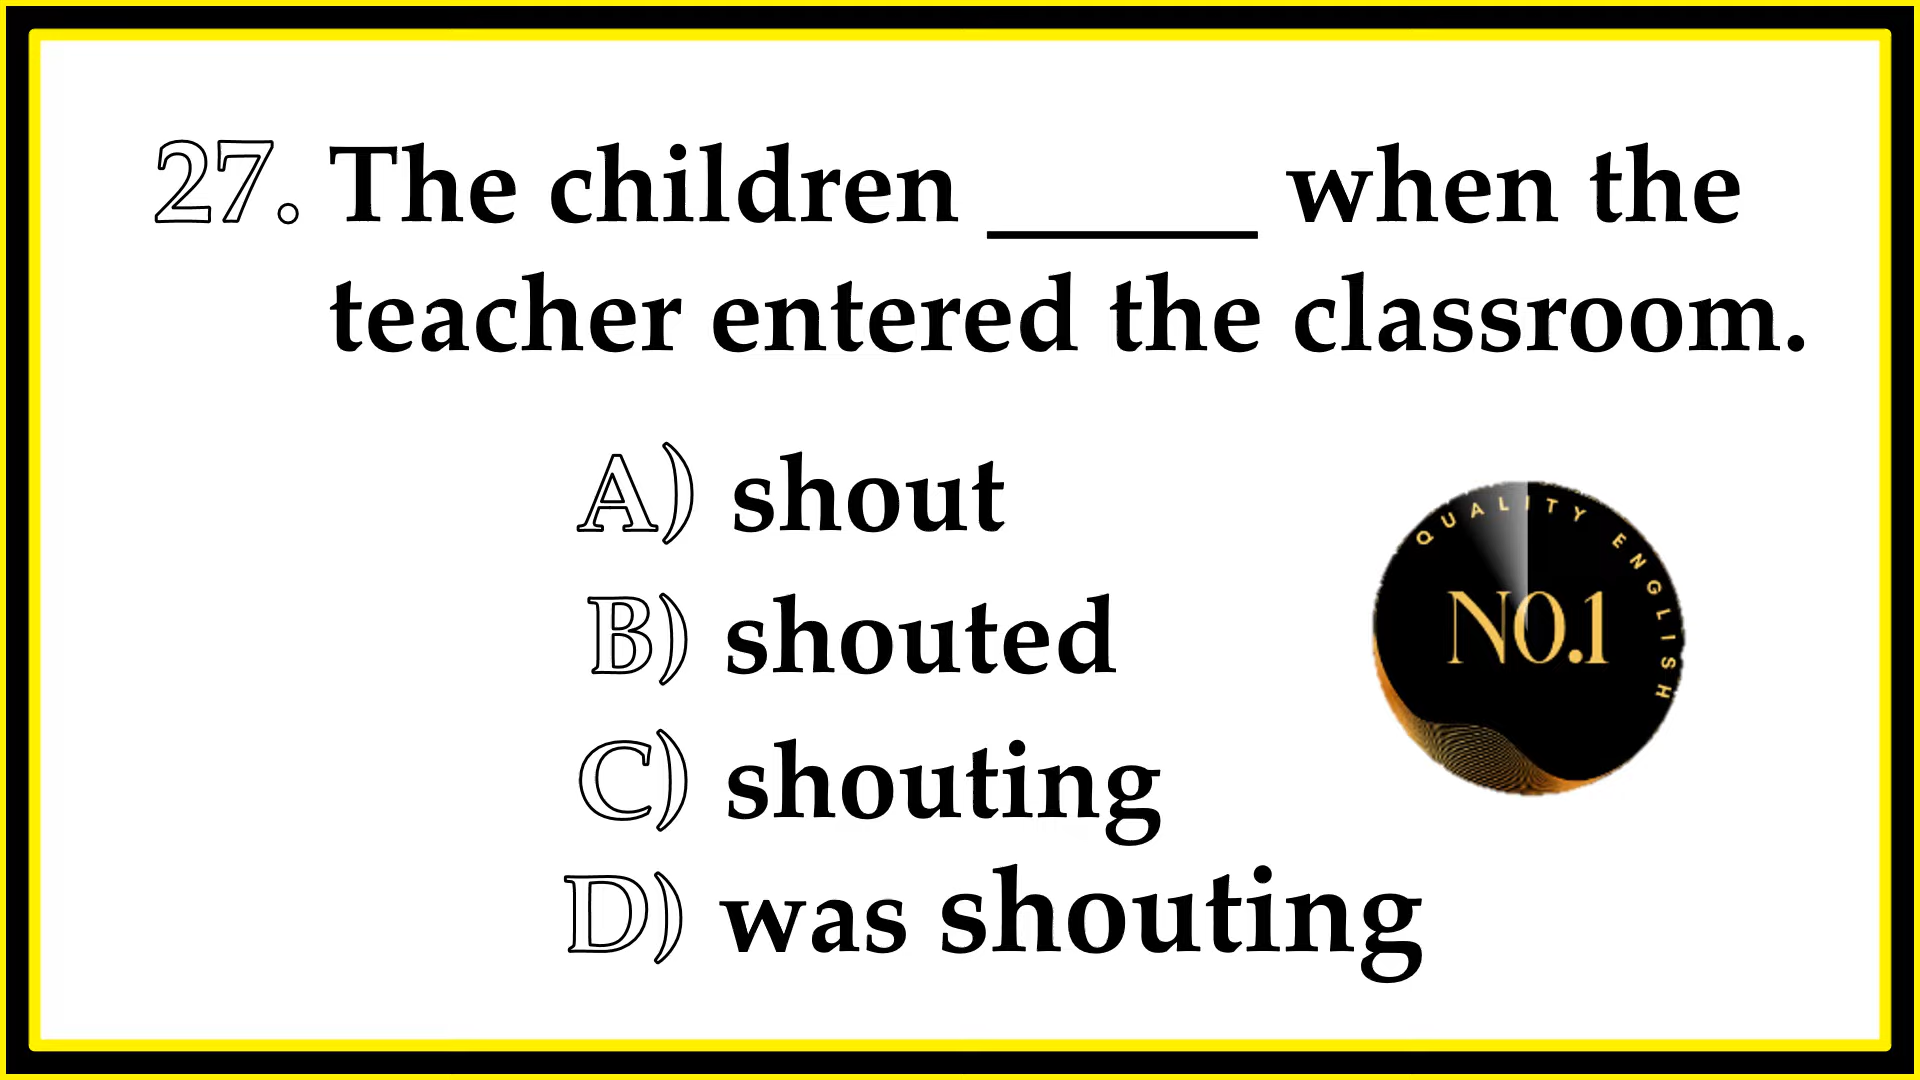 27. The children ______ when the
teacher entered the classroom.
A) shout
B) shouted
C) shouting
D) was shouting
QUALITY ENGLISH
NO.1